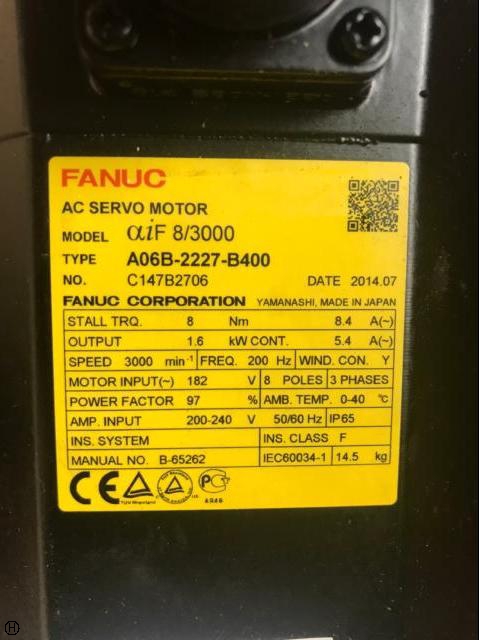 FANUC
AC SERVO MOTOR
MODEL αiF 8/3000
TYPE A06B-2227-B400
NO. C147B2706 DATE 2014.07
FANUC CORPORATION YAMANASHI, MADE IN JAPAN
STALL TRQ. 8 Nm 8.4 A(~)
OUTPUT 1.6 kW CONT. 5.4 A(~)
SPEED 3000 min⁻¹ FREQ. 200 Hz WIND. CON. Y
MOTOR INPUT(~) 182 V 8 POLES 3 PHASES
POWER FACTOR 97 % AMB. TEMP. 0-40 ℃
AMP. INPUT 200-240 V 50/60 Hz IP65
INS. SYSTEM INS. CLASS F
MANUAL NO. B-65262 IEC60034-1 14.5 kg
CE
H